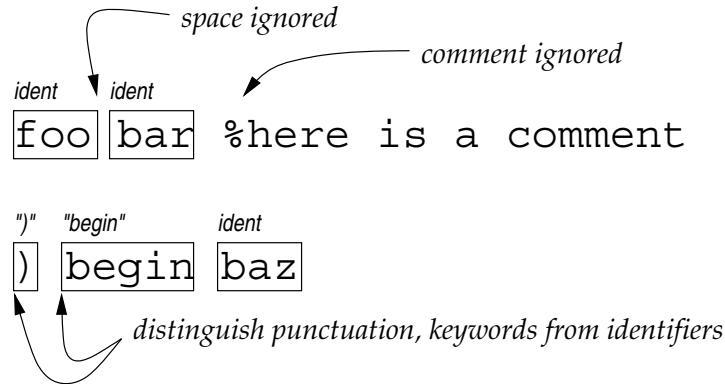 space ignored
comment ignored
ident ident
foo bar %here is a comment
")" "begin" ident
) begin baz
distinguish punctuation, keywords from identifiers